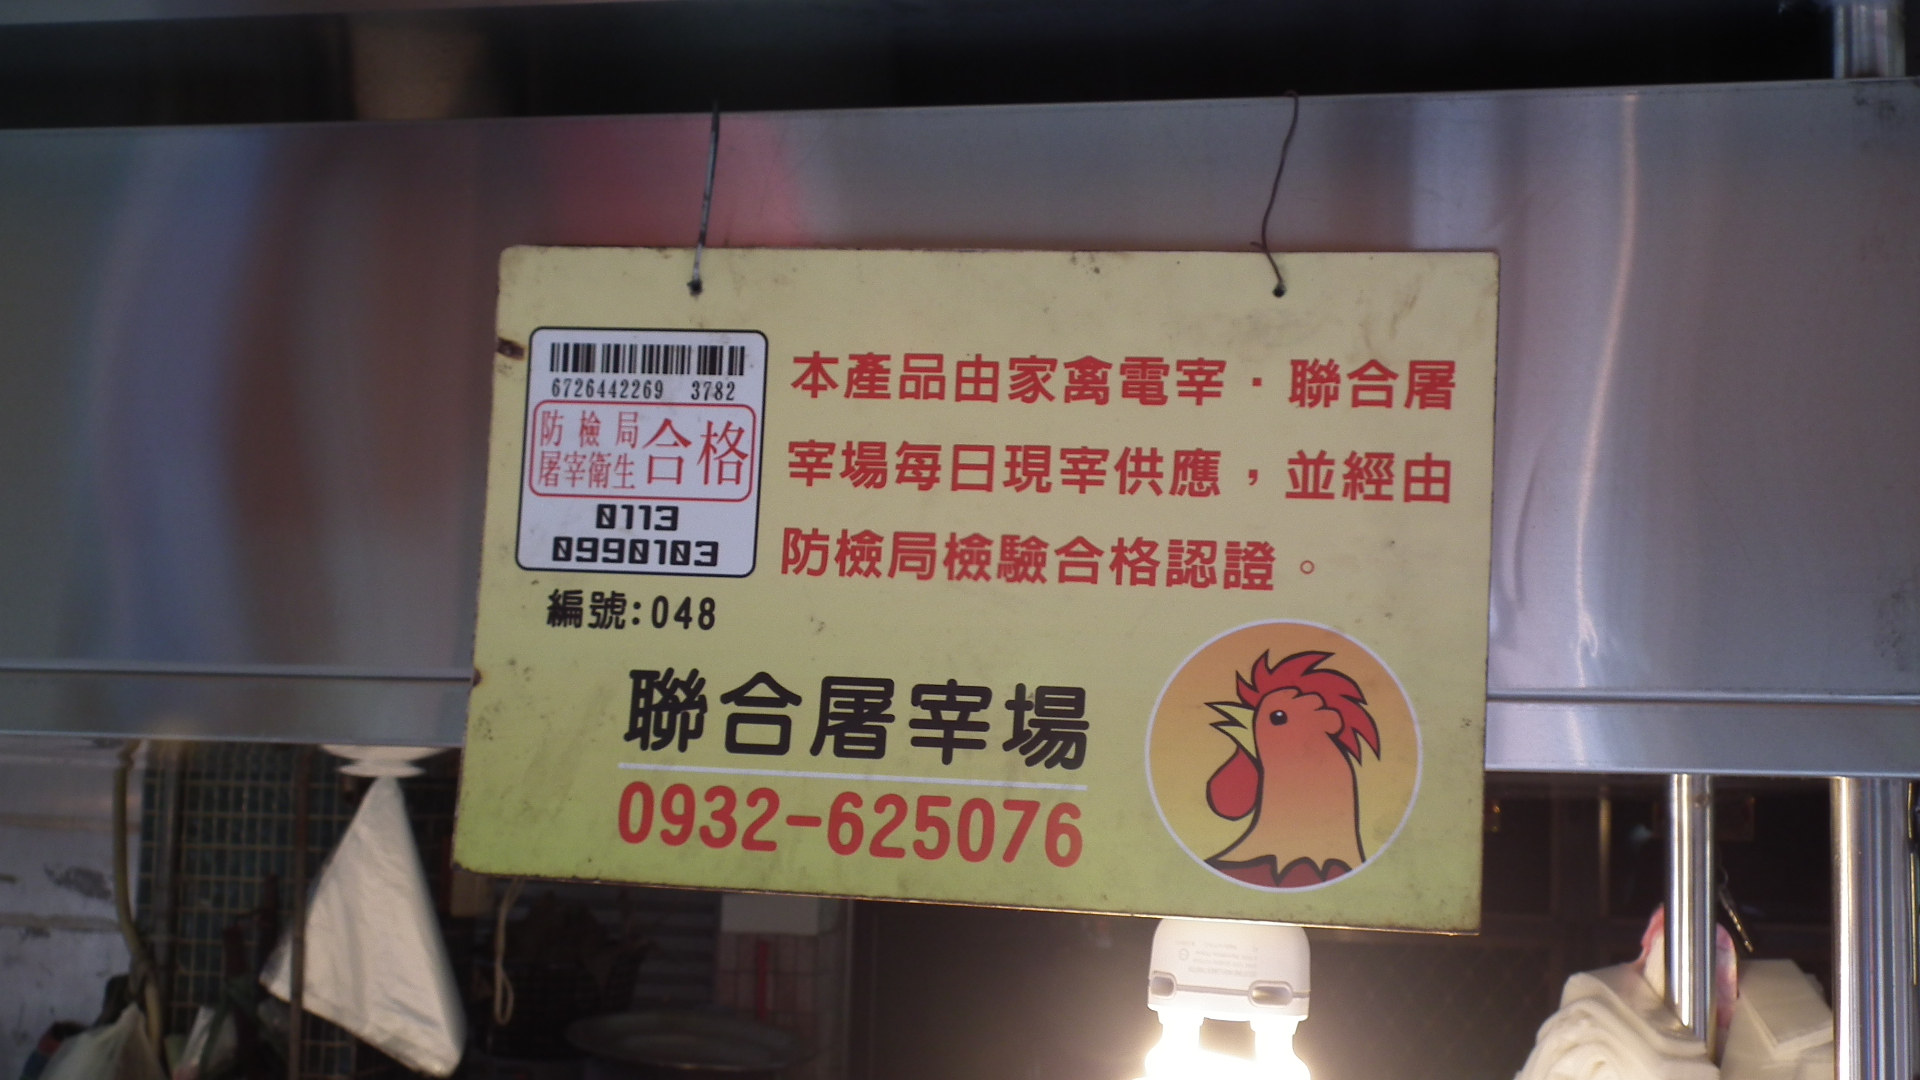 6726442269 3782
防檢局
屠宰衛生
合格
0113
0990103
編號:048
本產品由家禽電宰·聯合屠
宰場每日現宰供應，並經由
防檢局檢驗合格認證。
聯合屠宰場
0932-625076